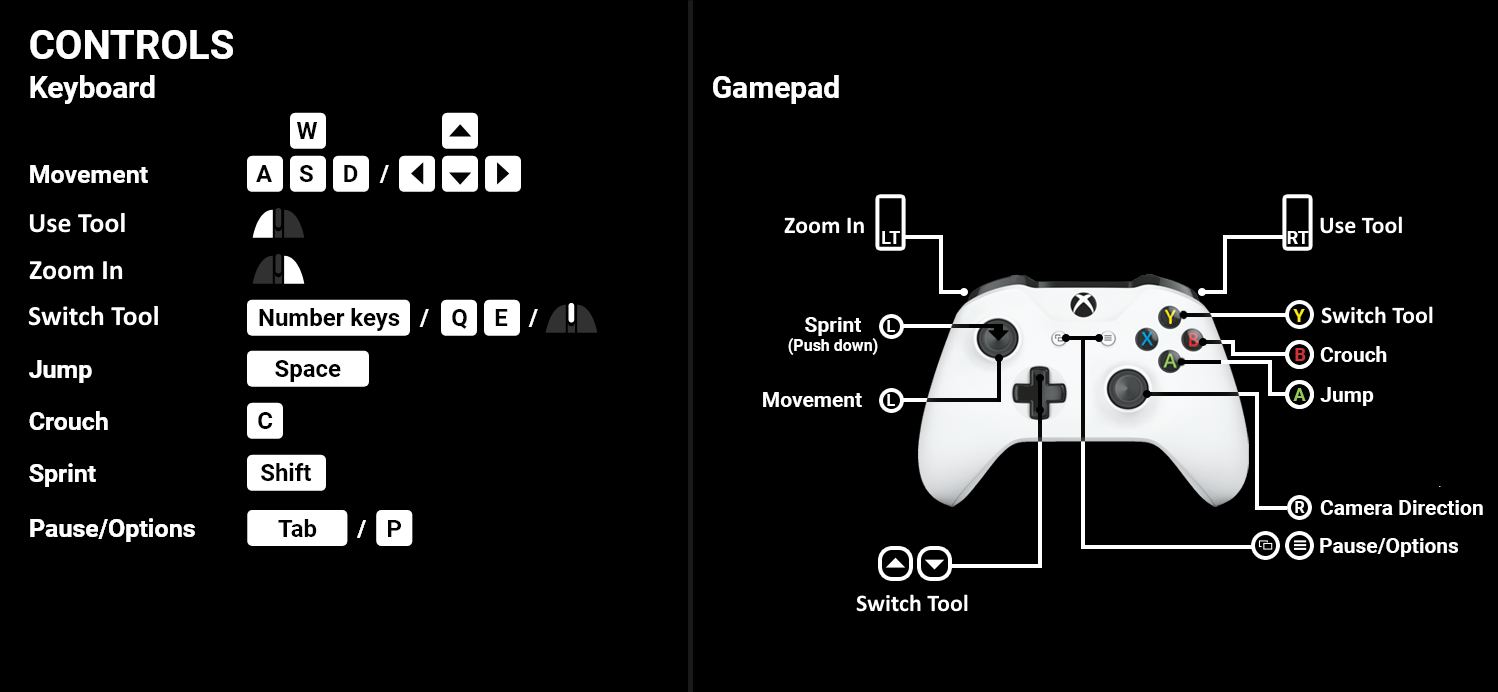 CONTROLS
Keyboard
W
Movement A S D /
Use Tool
Zoom In
Switch Tool Number keys / Q E /
Jump Space
Crouch C
Sprint Shift
Pause/Options Tab / P
Gamepad
Zoom In LT
RT Use Tool
Sprint L
(Push down)
Movement L
Y X B A
Y Switch Tool
B Crouch
A Jump
R Camera Direction
Pause/Options
Switch Tool